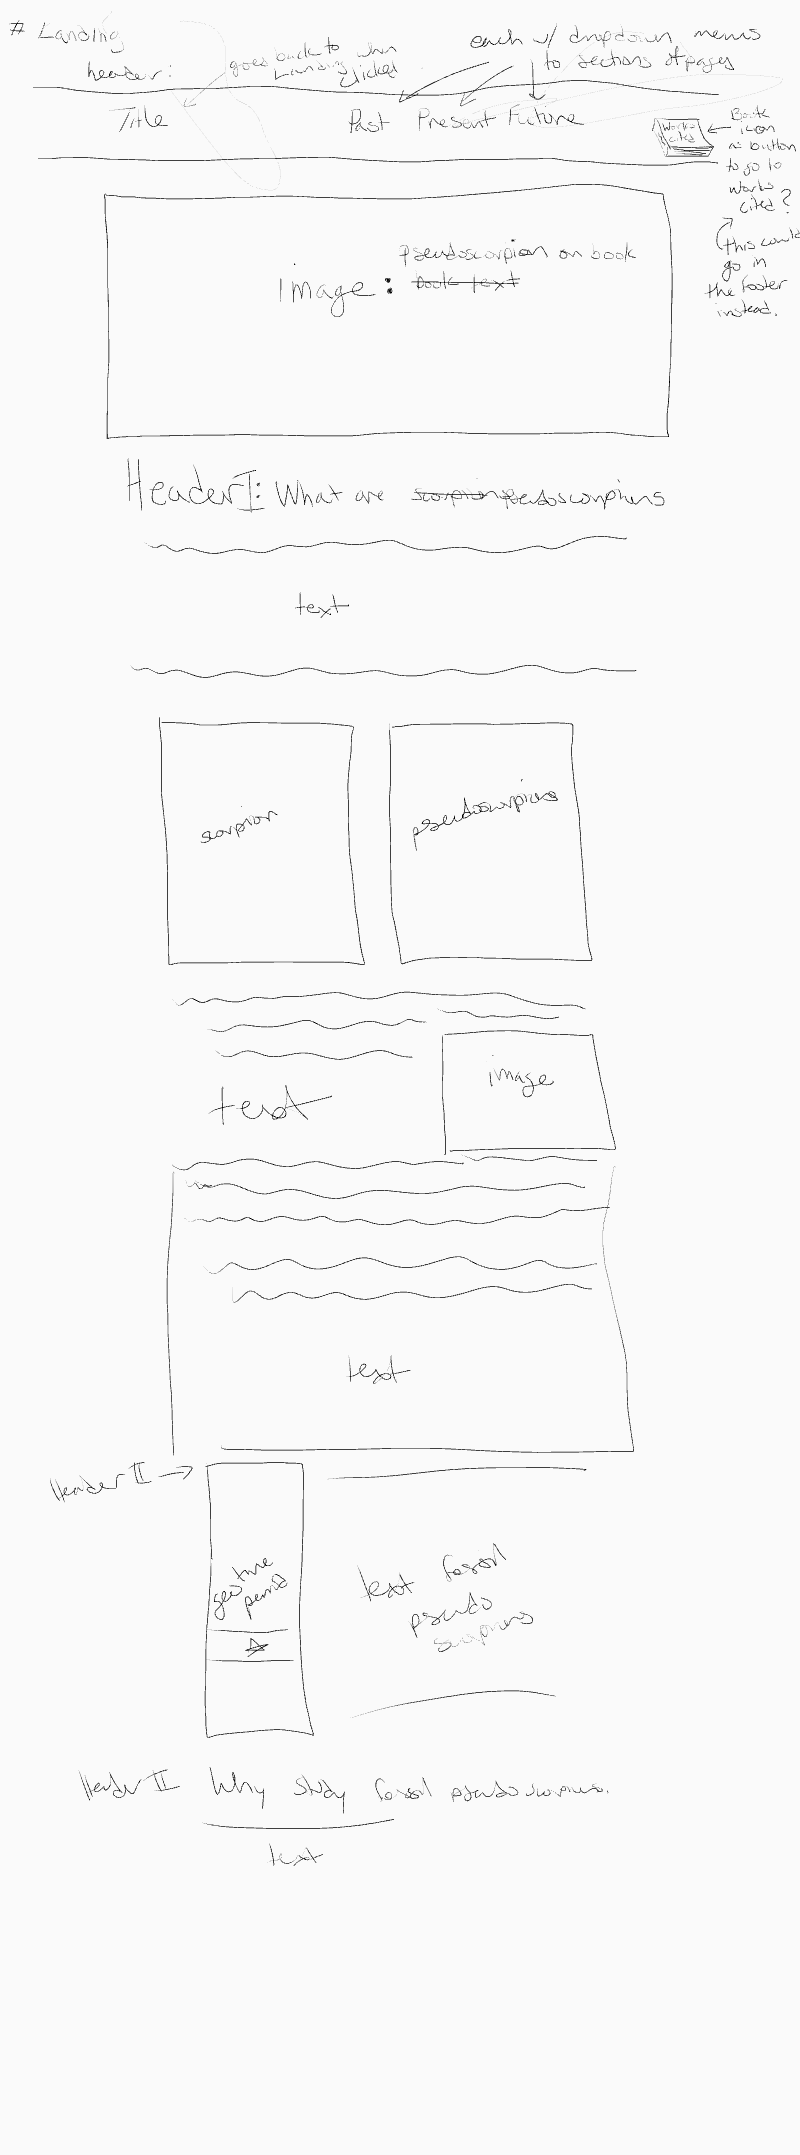 # Landing
header:
goes back to
Landing when
clicked
each w/ dropdown menus
to sections of pages
Title
Past Present Future
Works
cited
Book
icon
as button
to go to
works
cited?
this could
go in
the footer
instead.
image: pseudoscorpion on book
book text
Header I: What are scorpion pseudoscorpions
text
scorpion
pseudoscorpions
text
image
text
Header II →
geo time
period
text fossil
pseudo
scorpions
Header II Why study fossil pseudoscorpions.
text